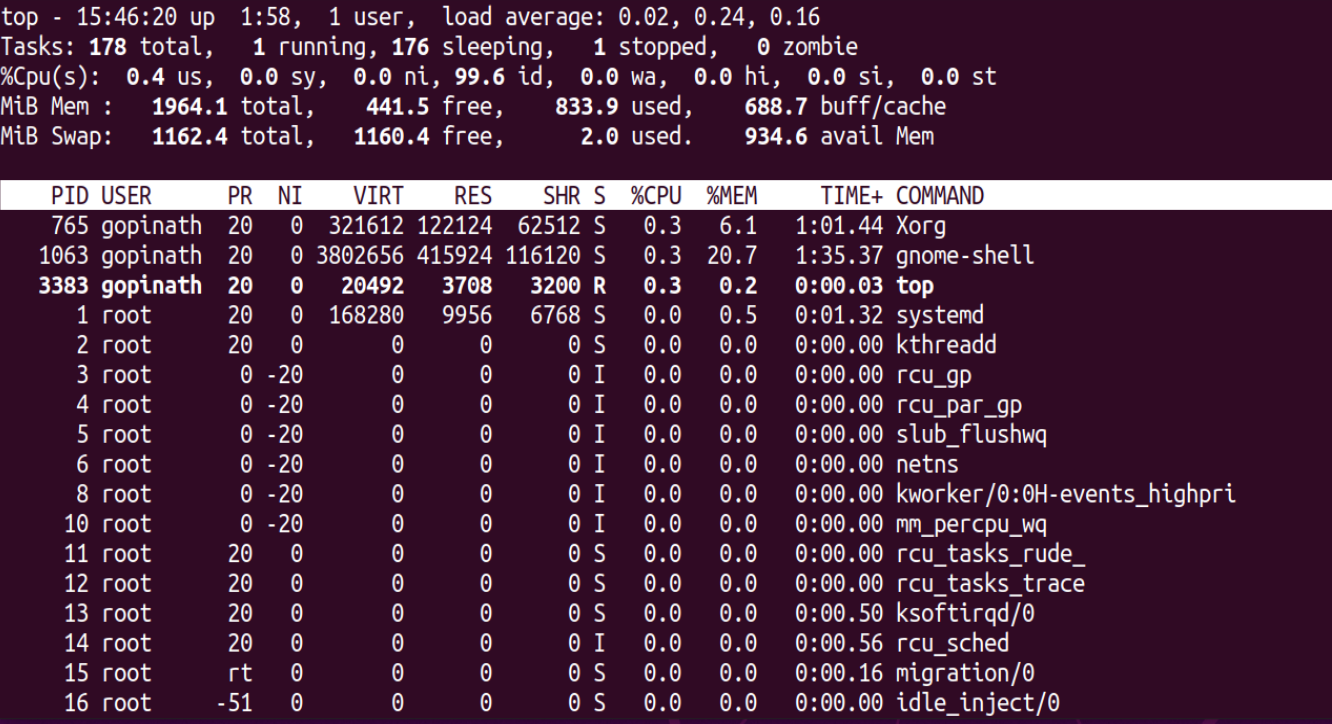 top - 15:46:20 up  1:58,  1 user,  load average: 0.02, 0.24, 0.16
Tasks: 178 total,   1 running, 176 sleeping,   1 stopped,   0 zombie
%Cpu(s):  0.4 us,  0.0 sy,  0.0 ni, 99.6 id,  0.0 wa,  0.0 hi,  0.0 si,  0.0 st
MiB Mem :   1964.1 total,    441.5 free,    833.9 used,    688.7 buff/cache
MiB Swap:   1162.4 total,   1160.4 free,      2.0 used.    934.6 avail Mem
    PID USER      PR  NI    VIRT    RES    SHR S  %CPU  %MEM     TIME+ COMMAND
    765 gopinath  20   0  321612 122124  62512 S   0.3   6.1   1:01.44 Xorg
   1063 gopinath  20   0 3802656 415924 116120 S   0.3  20.7   1:35.37 gnome-shell
   3383 gopinath  20   0   20492   3708   3200 R   0.3   0.2   0:00.03 top
      1 root      20   0  168280   9956   6768 S   0.0   0.5   0:01.32 systemd
      2 root      20   0       0      0      0 S   0.0   0.0   0:00.00 kthreadd
      3 root       0 -20       0      0      0 I   0.0   0.0   0:00.00 rcu_gp
      4 root       0 -20       0      0      0 I   0.0   0.0   0:00.00 rcu_par_gp
      5 root       0 -20       0      0      0 I   0.0   0.0   0:00.00 slub_flushwq
      6 root       0 -20       0      0      0 I   0.0   0.0   0:00.00 netns
      8 root       0 -20       0      0      0 I   0.0   0.0   0:00.00 kworker/0:0H-events_highpri
     10 root       0 -20       0      0      0 I   0.0   0.0   0:00.00 mm_percpu_wq
     11 root      20   0       0      0      0 S   0.0   0.0   0:00.00 rcu_tasks_rude_
     12 root      20   0       0      0      0 S   0.0   0.0   0:00.00 rcu_tasks_trace
     13 root      20   0       0      0      0 S   0.0   0.0   0:00.50 ksoftirqd/0
     14 root      20   0       0      0      0 I   0.0   0.0   0:00.56 rcu_sched
     15 root      rt   0       0      0      0 S   0.0   0.0   0:00.16 migration/0
     16 root     -51   0       0      0      0 S   0.0   0.0   0:00.00 idle_inject/0